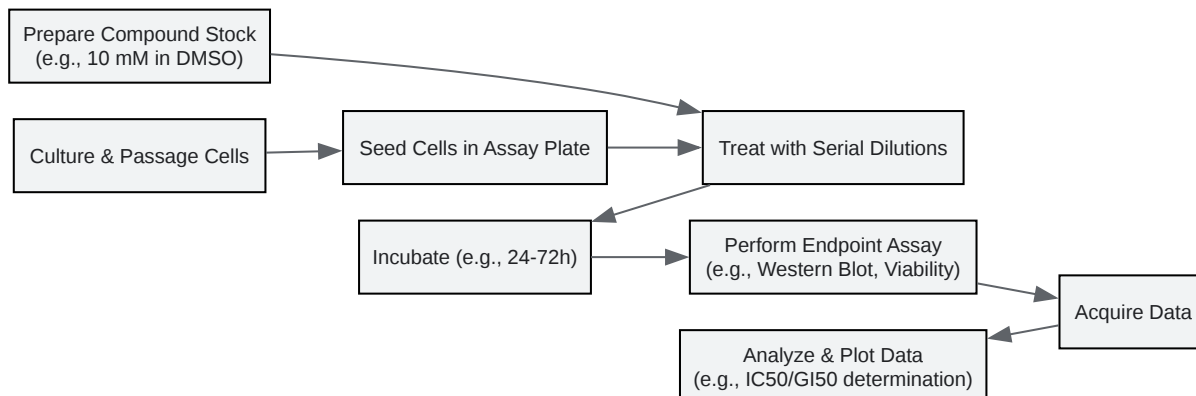 Prepare Compound Stock
(e.g., 10 mM in DMSO)
Culture & Passage Cells
Seed Cells in Assay Plate
Treat with Serial Dilutions
Incubate (e.g., 24-72h)
Perform Endpoint Assay
(e.g., Western Blot, Viability)
Acquire Data
Analyze & Plot Data
(e.g., IC50/GI50 determination)